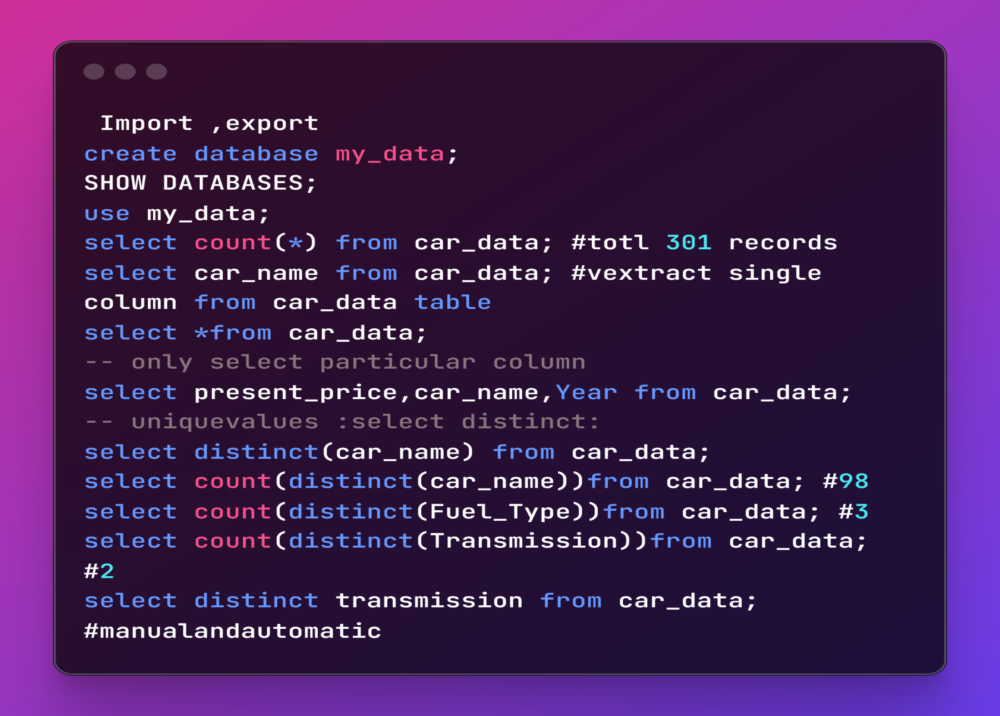 Import ,export
create database my_data;
SHOW DATABASES;
use my_data;
select count(*) from car_data; #totl 301 records
select car_name from car_data; #vextract single
column from car_data table
select *from car_data;
-- only select particular column
select present_price,car_name,Year from car_data;
-- uniquevalues :select distinct:
select distinct(car_name) from car_data;
select count(distinct(car_name))from car_data; #98
select count(distinct(Fuel_Type))from car_data; #3
select count(distinct(Transmission))from car_data;
#2
select distinct transmission from car_data;
#manualandautomatic